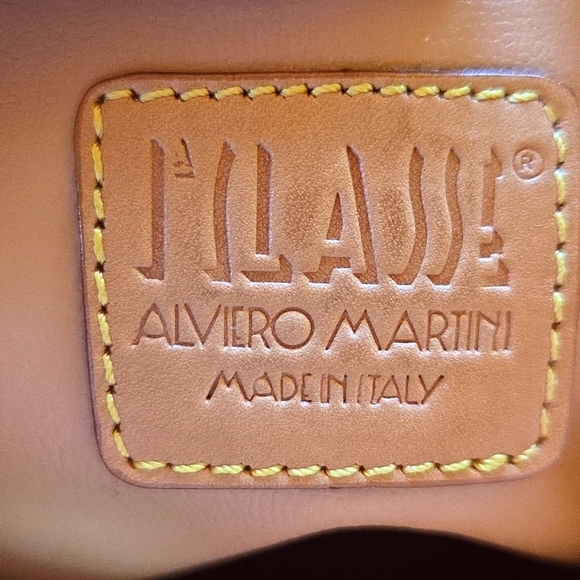 1ª CLASSE®
ALVIERO MARTINI
MADE IN ITALY